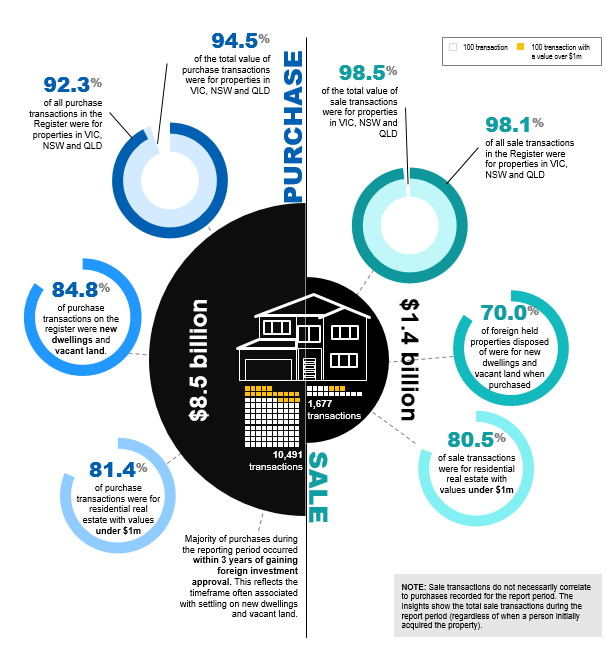 94.5%
of the total value of
purchase transactions
were for properties
in VIC, NSW and QLD
92.3%
of all purchase
transactions in the
Register were for
properties in VIC,
NSW and QLD
PURCHASE
84.8%
of purchase
transactions on the
register were new
dwellings and
vacant land.
$8.5 billion
10,491
transactions
81.4%
of purchase
transactions were for
residential real
estate with values
under $1m
Majority of purchases during
the reporting period occurred
within 3 years of gaining
foreign investment
approval. This reflects the
timeframe often associated
with settling on new dwellings
and vacant land.
100 transaction
100 transaction with
a value over $1m
98.5%
of the total value of
sale transactions
were for properties
in VIC, NSW and
QLD
98.1%
of all sale transactions
in the Register were
for properties in VIC,
NSW and QLD
$1.4 billion
1,677
transactions
70.0%
of foreign held
properties disposed
of were for new
dwellings and
vacant land when
purchased
80.5%
of sale transactions
were for residential
real estate with
values under $1m
SALE
NOTE: Sale transactions do not necessarily correlate
to purchases recorded for the report period. The
insights show the total sale transactions during the
report period (regardless of when a person initially
acquired the property).